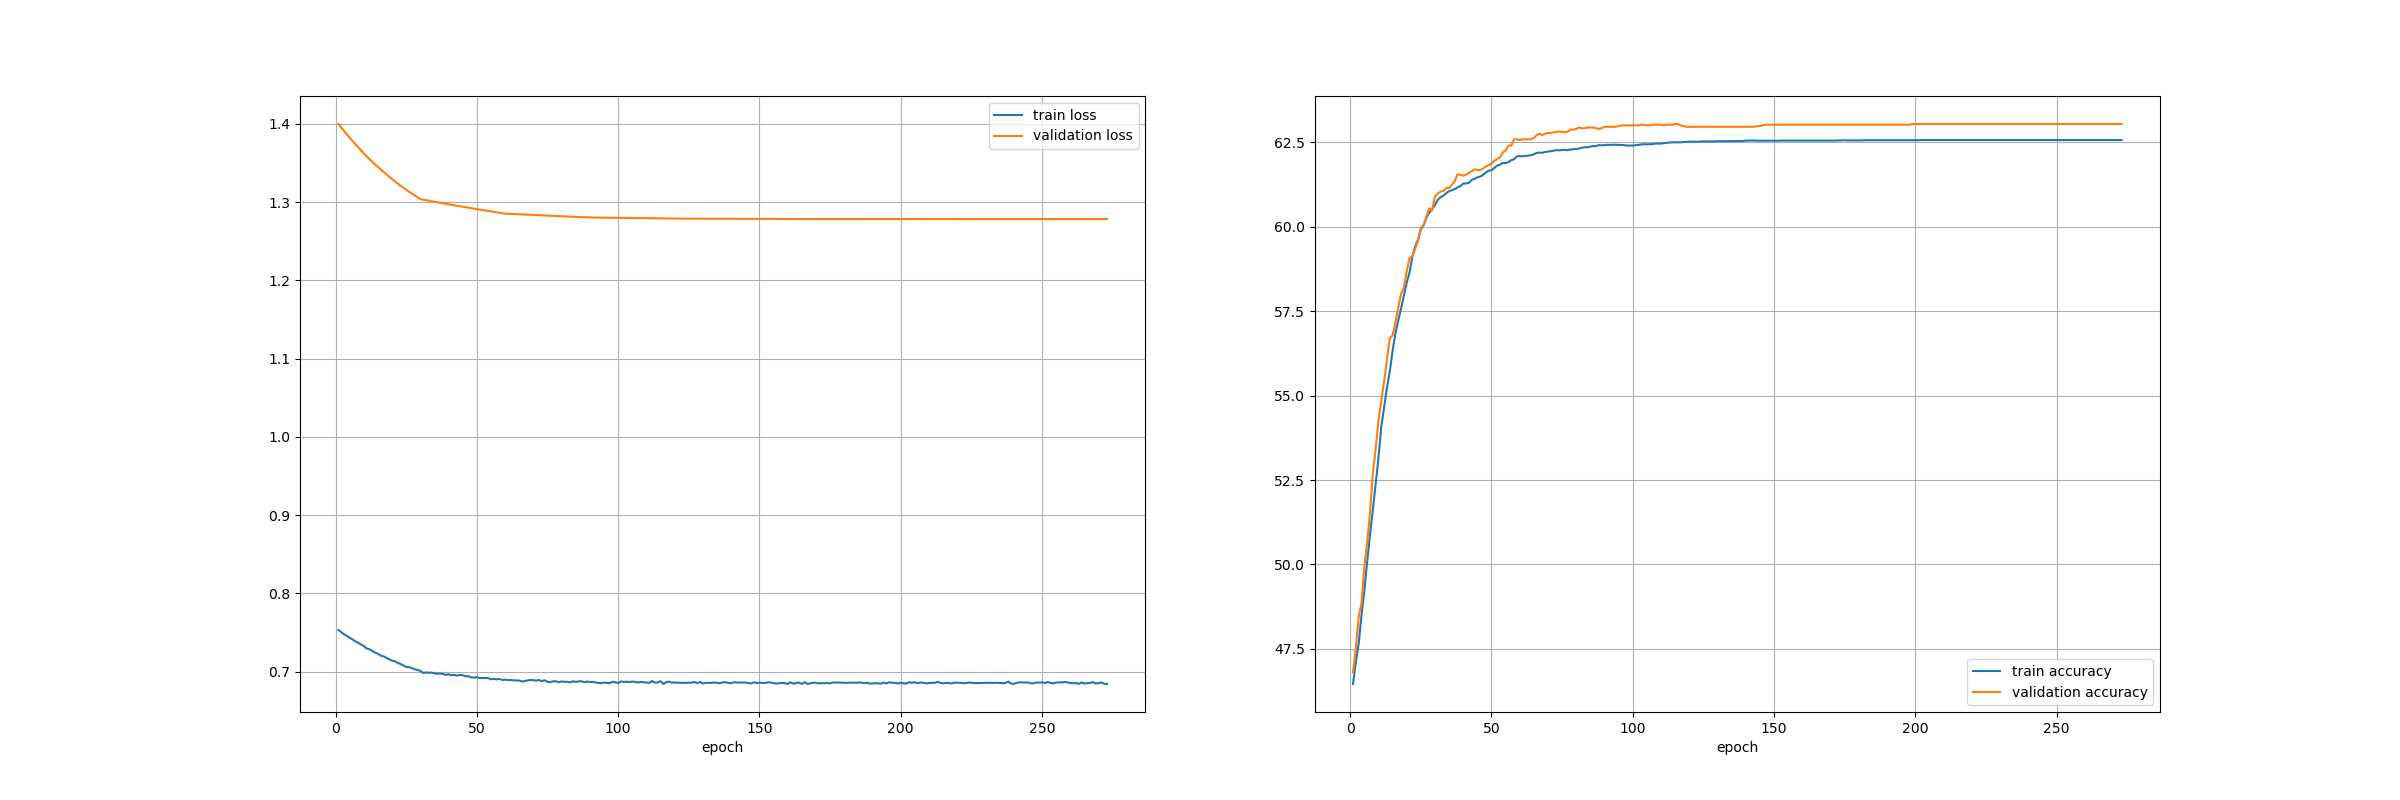 train loss
validation loss
1.4
1.3
1.2
1.1
1.0
0.9
0.8
0.7
0 50 100 150 200 250
epoch
62.5
60.0
57.5
55.0
52.5
50.0
47.5
train accuracy
validation accuracy
0 50 100 150 200 250
epoch